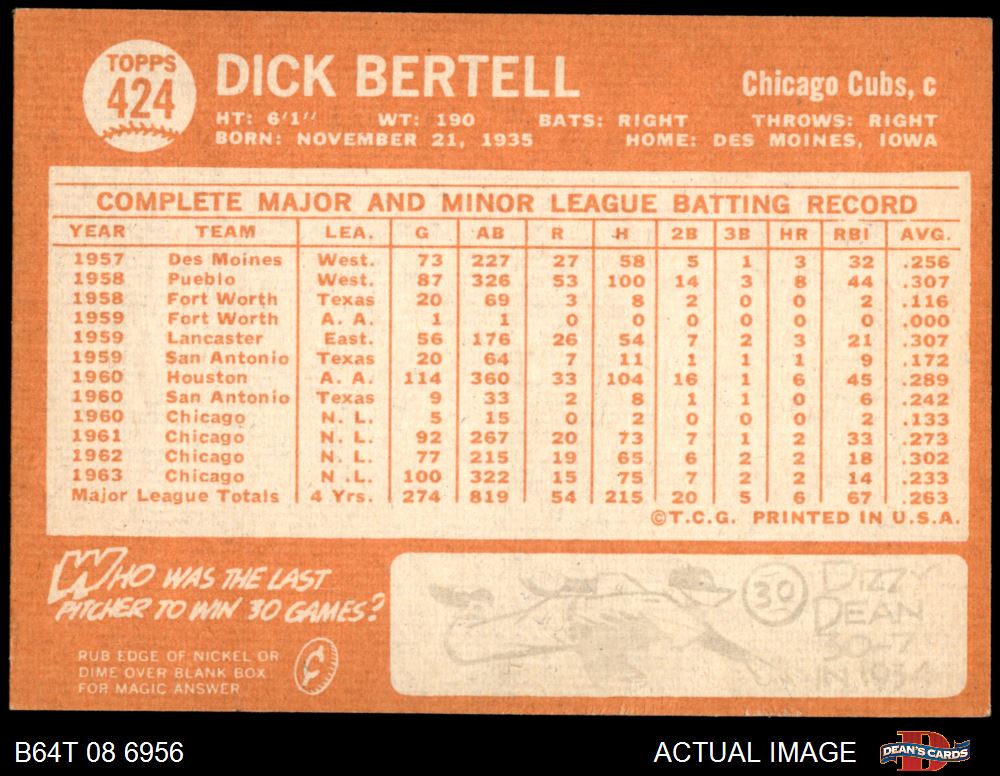 TOPPS
424
DICK BERTELL
Chicago Cubs, c
HT: 6'1" WT: 190 BATS: RIGHT THROWS: RIGHT
BORN: NOVEMBER 21, 1935 HOME: DES MOINES, IOWA
COMPLETE MAJOR AND MINOR LEAGUE BATTING RECORD
YEAR TEAM LEA. G AB R H 2B 3B HR RBI AVG.
1957 Des Moines West. 73 227 27 58 5 1 3 32 .256
1958 Pueblo West. 87 326 53 100 14 3 8 44 .307
1958 Fort Worth Texas 20 69 3 8 2 0 0 2 .116
1959 Fort Worth A. A. 1 1 0 0 0 0 0 0 .000
1959 Lancaster East. 56 176 26 54 7 2 3 21 .307
1959 San Antonio Texas 20 64 7 11 1 1 1 9 .172
1960 Houston A. A. 114 360 33 104 16 1 6 45 .289
1960 San Antonio Texas 9 33 2 8 1 1 0 6 .242
1960 Chicago N. L. 5 15 0 2 0 0 0 2 .133
1961 Chicago N. L. 92 267 20 73 7 1 2 33 .273
1962 Chicago N. L. 77 215 19 65 6 2 2 18 .302
1963 Chicago N .L. 100 322 15 75 7 2 2 14 .233
Major League Totals 4 Yrs. 274 819 54 215 20 5 6 67 .263
©T.C.G. PRINTED IN U.S.A.
WHO WAS THE LAST
PITCHER TO WIN 30 GAMES?
RUB EDGE OF NICKEL OR
DIME OVER BLANK BOX
FOR MAGIC ANSWER
30
DIZZY
DEAN
30-7
IN 1934
B64T 08 6956
ACTUAL IMAGE
DEAN'S CARDS